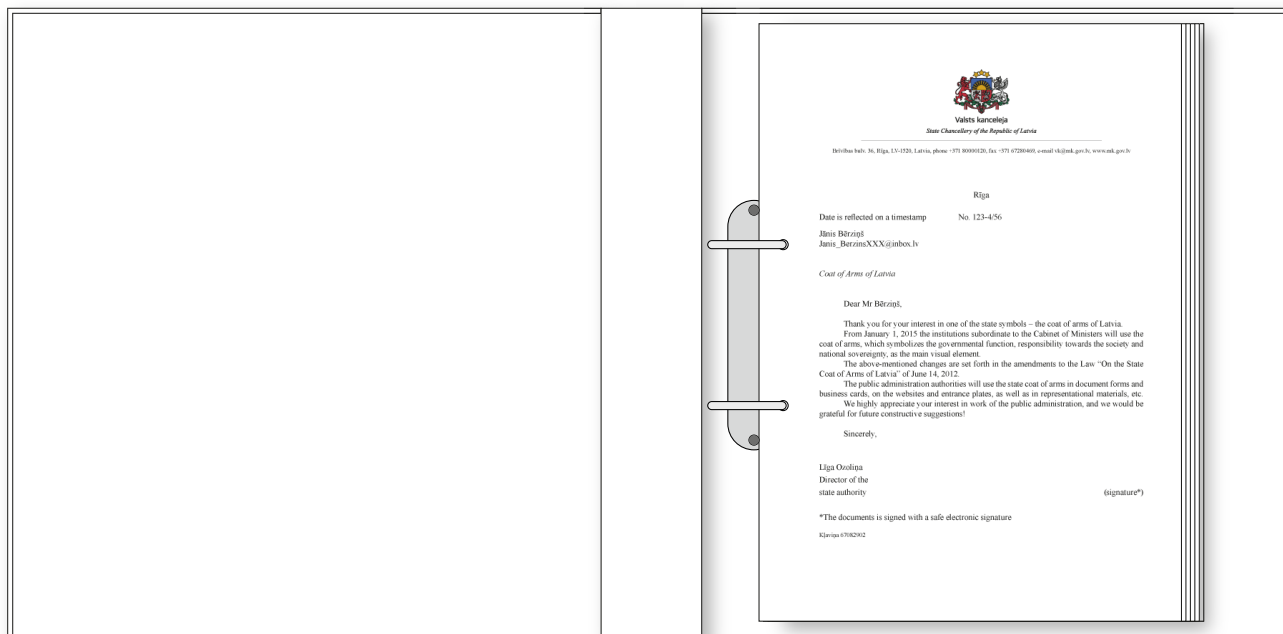 Valsts kanceleja
State Chancellery of the Republic of Latvia
Brīvības bulv. 36, Rīga, LV-1520, Latvia, phone +371 80000120, fax +371 67280469, e-mail vk@mk.gov.lv, www.mk.gov.lv
Rīga
Date is reflected on a timestamp No. 123-4/56
Jānis Bērziņš
Janis_BerzinsXXX@inbox.lv
Coat of Arms of Latvia
Dear Mr Bērziņš,
Thank you for your interest in one of the state symbols – the coat of arms of Latvia.
From January 1, 2015 the institutions subordinate to the Cabinet of Ministers will use the
coat of arms, which symbolizes the governmental function, responsibility towards the society and
national sovereignty, as the main visual element.
The above-mentioned changes are set forth in the amendments to the Law “On the State
Coat of Arms of Latvia” of June 14, 2012.
The public administration authorities will use the state coat of arms in document forms and
business cards, on the websites and entrance plates, as well as in representational materials, etc.
We highly appreciate your interest in work of the public administration, and we would be
grateful for future constructive suggestions!
Sincerely,
Līga Ozoliņa
Director of the
state authority (signature*)
*The documents is signed with a safe electronic signature
Kļaviņa 67082902